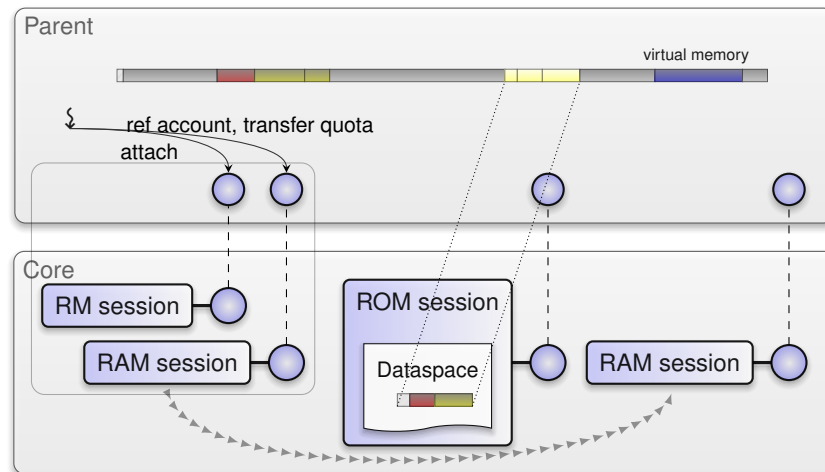 Parent
virtual memory
ref account, transfer quota
attach
Core
RM session
ROM session
RAM session
RAM session
Dataspace